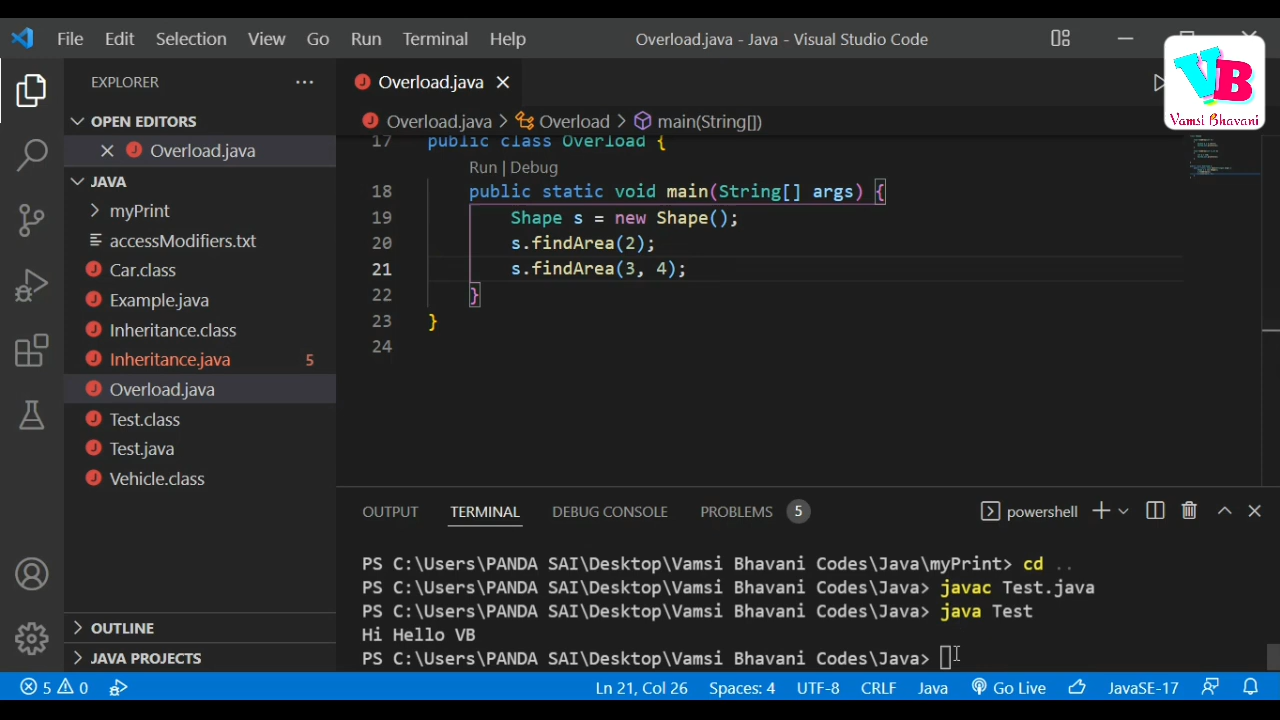 File Edit Selection View Go Run Terminal Help Overload.java - Java - Visual Studio Code
VB
Vamsi Bhavani
EXPLORER
OPEN EDITORS
Overload.java
JAVA
myPrint
accessModifiers.txt
Car.class
Example.java
Inheritance.class
Inheritance.java 5
Overload.java
Test.class
Test.java
Vehicle.class
OUTLINE
JAVA PROJECTS
Overload.java
Overload.java > Overload > main(String[])
17 public class Overload {
Run | Debug
18 public static void main(String[] args) {
19 Shape s = new Shape();
20 s.findArea(2);
21 s.findArea(3, 4);
22 }
23 }
24
OUTPUT TERMINAL DEBUG CONSOLE PROBLEMS 5 powershell
PS C:\Users\PANDA SAI\Desktop\Vamsi Bhavani Codes\Java\myPrint> cd ..
PS C:\Users\PANDA SAI\Desktop\Vamsi Bhavani Codes\Java> javac Test.java
PS C:\Users\PANDA SAI\Desktop\Vamsi Bhavani Codes\Java> java Test
Hi Hello VB
PS C:\Users\PANDA SAI\Desktop\Vamsi Bhavani Codes\Java>
5 0 Ln 21, Col 26 Spaces: 4 UTF-8 CRLF Java Go Live JavaSE-17